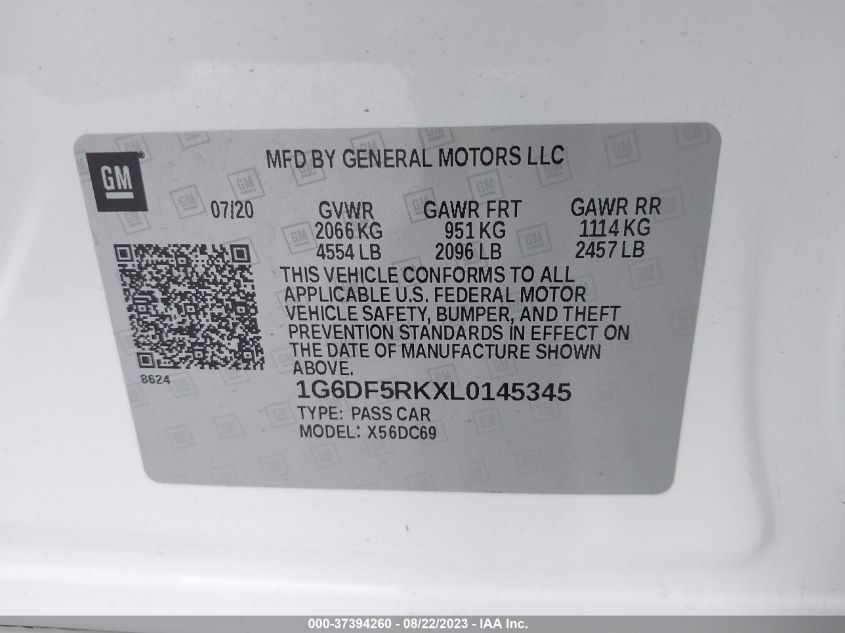 GM
MFD BY GENERAL MOTORS LLC
07/20 GVWR GAWR FRT GAWR RR
2066 KG 951 KG 1114 KG
4554 LB 2096 LB 2457 LB
THIS VEHICLE CONFORMS TO ALL
APPLICABLE U.S. FEDERAL MOTOR
VEHICLE SAFETY, BUMPER, AND THEFT
PREVENTION STANDARDS IN EFFECT ON
THE DATE OF MANUFACTURE SHOWN
ABOVE.
8624
1G6DF5RKXL0145345
TYPE: PASS CAR
MODEL: X56DC69
000-37394260 - 08/22/2023 - IAA Inc.